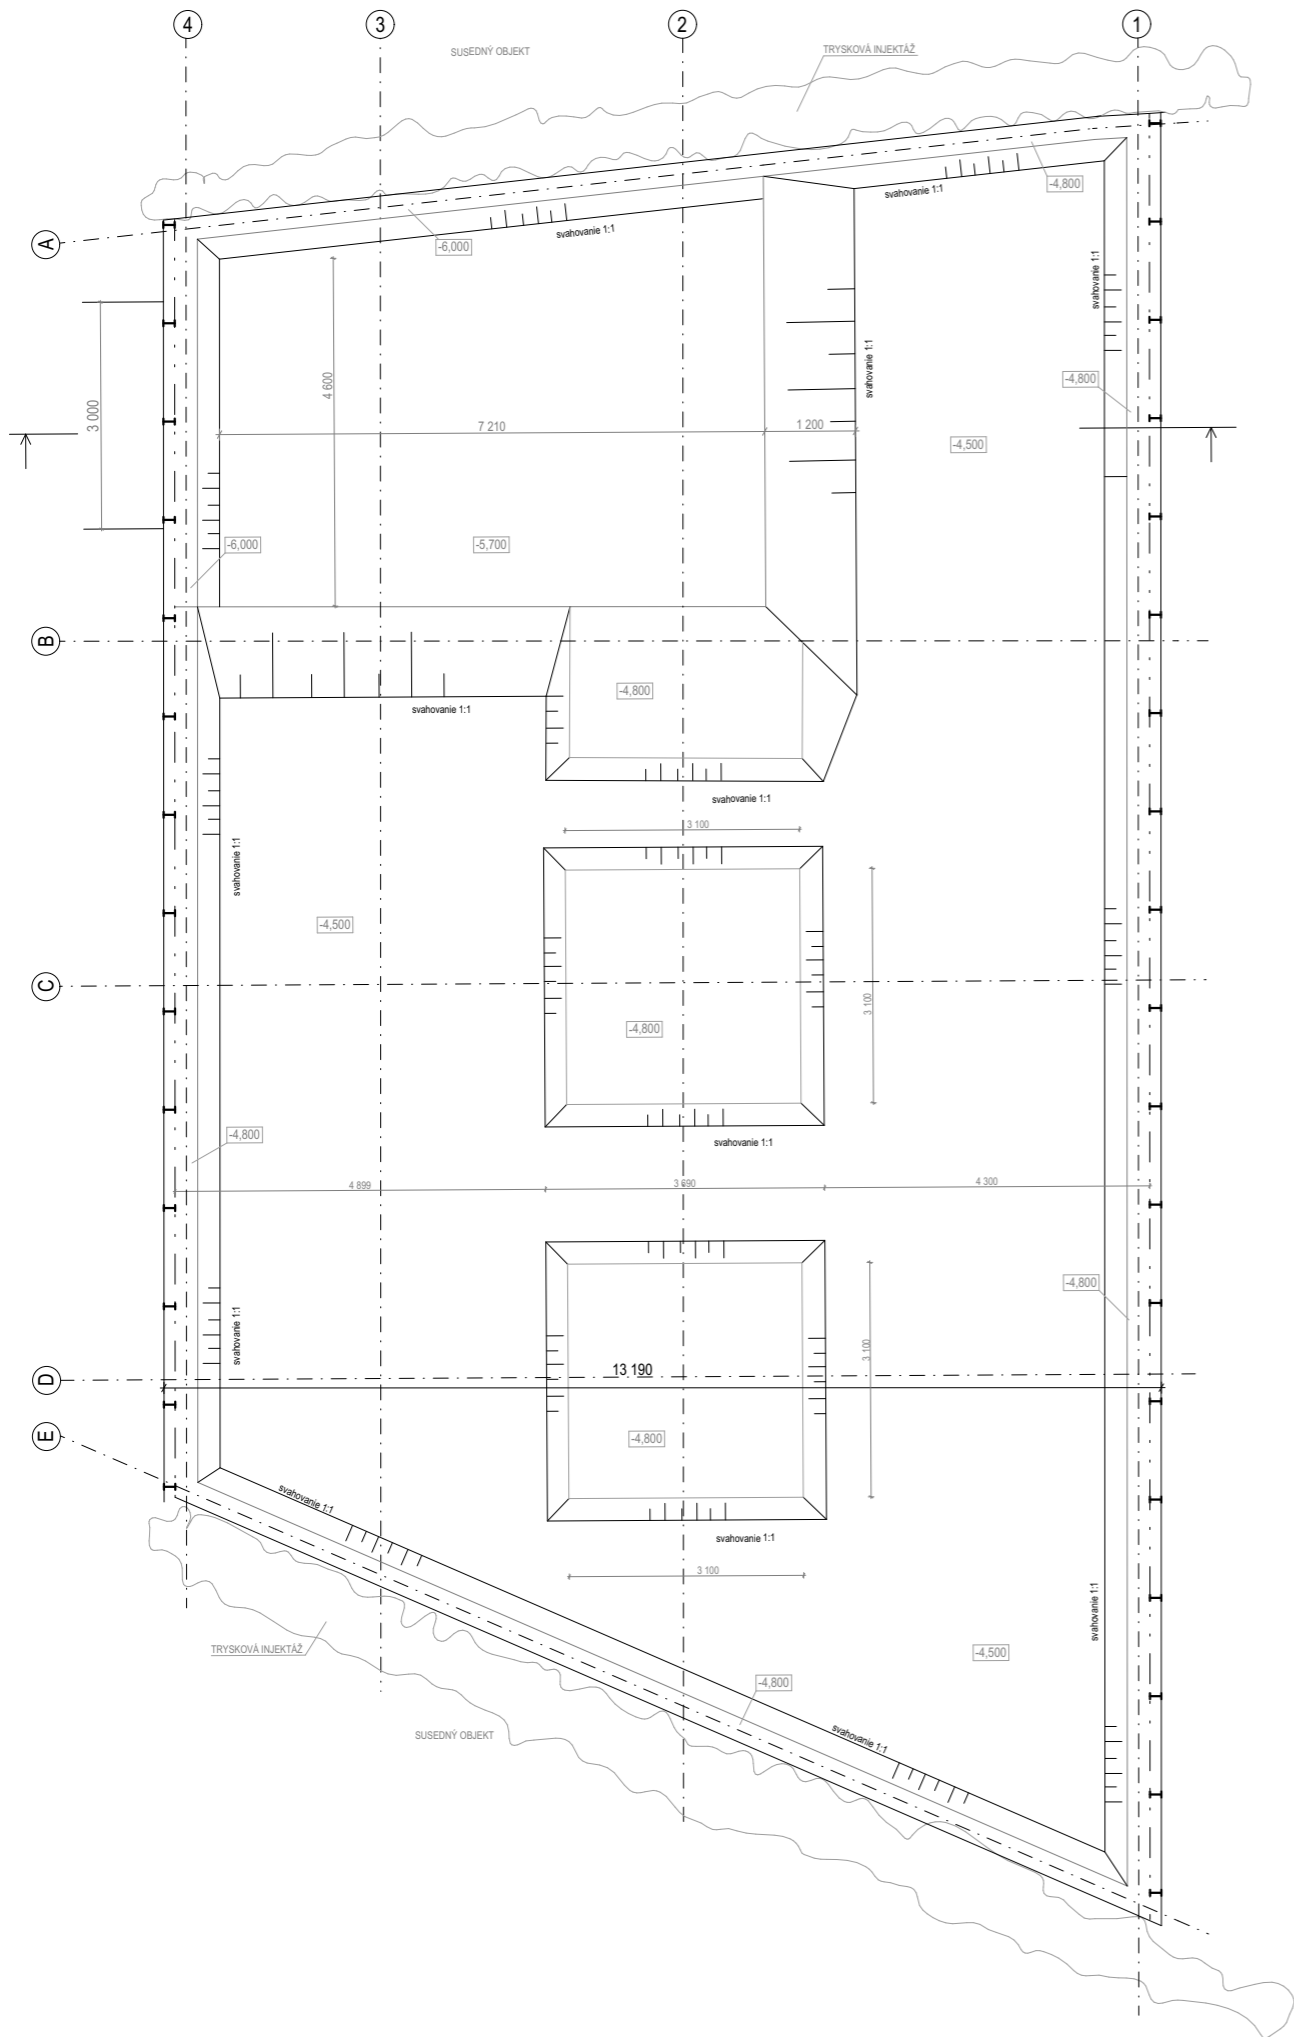 4
3
2
1
SUSEDNÝ OBJEKT
TRYSKOVÁ INJEKTÁŽ
-4,800
svahovanie 1:1
A
svahovanie 1:1
-6,000
svahovanie 1:1
3 000
4 600
svahovanie 1:1
-4,800
7 210
1 200
-4,500
-6,000
-5,700
B
-4,800
svahovanie 1:1
svahovanie 1:1
3 100
svahovanie 1:1
-4,500
C
3 100
-4,800
-4,800
svahovanie 1:1
4 899
3 690
4 300
-4,800
svahovanie 1:1
3 100
13 190
D
E
-4,800
svahovanie 1:1
svahovanie 1:1
3 100
svahovanie 1:1
TRYSKOVÁ INJEKTÁŽ
-4,500
-4,800
SUSEDNÝ OBJEKT
svahovanie 1:1